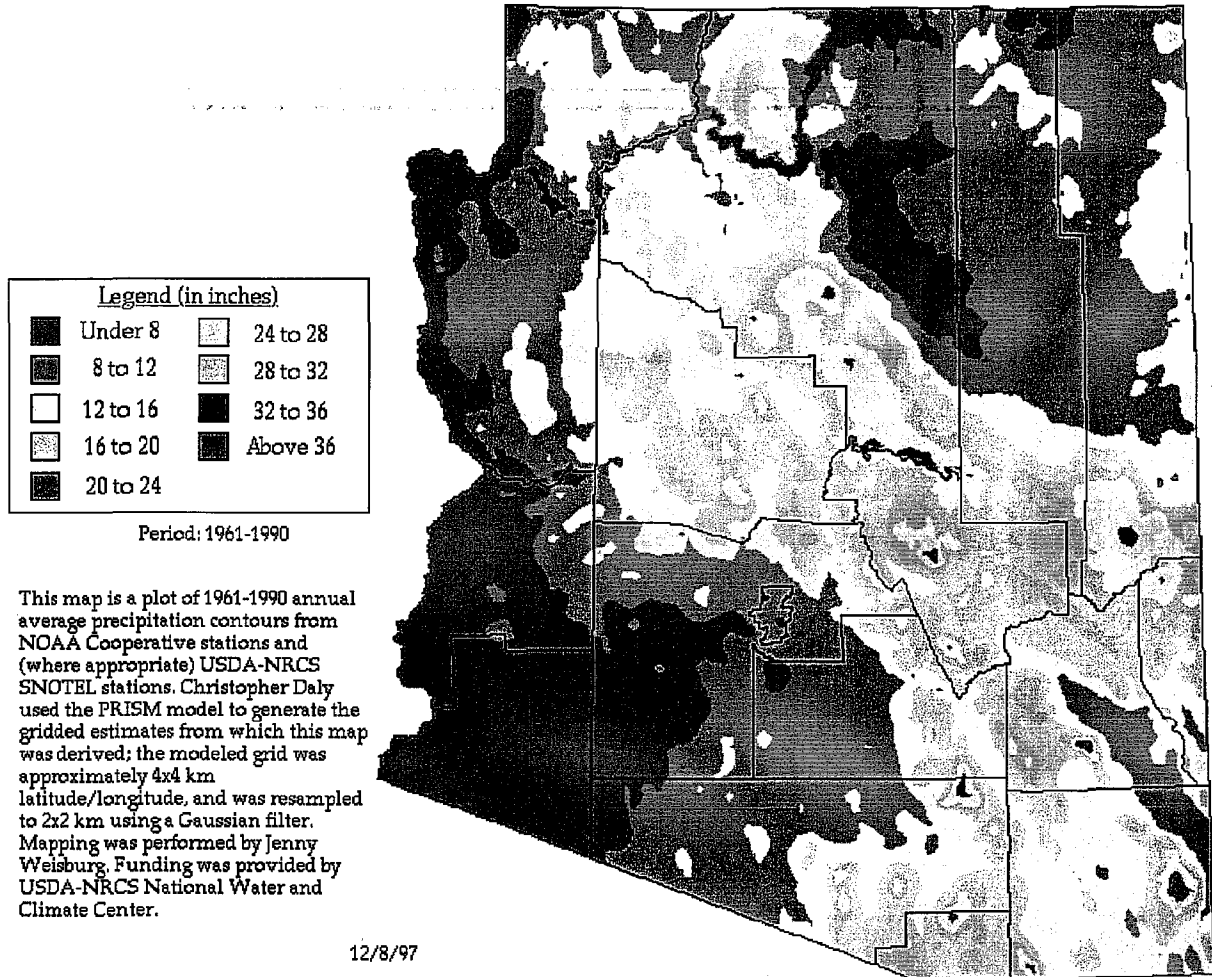 Legend (in inches)
Under 8
8 to 12
12 to 16
16 to 20
20 to 24
24 to 28
28 to 32
32 to 36
Above 36
Period: 1961-1990
This map is a plot of 1961-1990 annual
average precipitation contours from
NOAA Cooperative stations and
(where appropriate) USDA-NRCS
SNOTEL stations. Christopher Daly
used the PRISM model to generate the
gridded estimates from which this map
was derived; the modeled grid was
approximately 4x4 km
latitude/longitude, and was resampled
to 2x2 km using a Gaussian filter.
Mapping was performed by Jenny
Weisburg. Funding was provided by
USDA-NRCS National Water and
Climate Center.
12/8/97